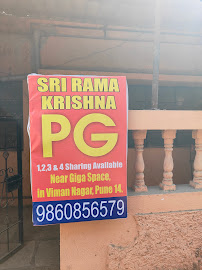 SRI RAMA
KRISHNA
PG
1,2,3 & 4 Sharing Available
Near Giga Space,
in Viman Nagar, Pune 14.
9860856579